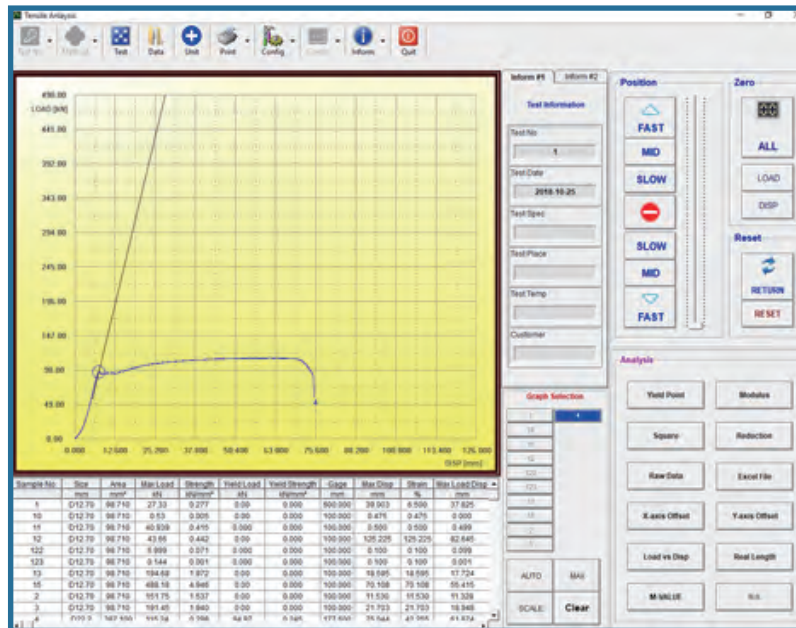 Tensile Anlaysis
Test Data Unit Print Config. Inform Quit
Inform #1 Inform #2
Test Information
Test No
1
Test Date
2018-10-25
Test Spec
Test Place
Test Temp
Customer
Position
FAST
MID
SLOW
SLOW
MID
FAST
Zero
ALL
LOAD
DISP
Reset
RETURN
RESET
490.00
LOAD [kN]
441.00
392.00
343.00
294.00
245.00
196.00
147.00
98.00
49.00
0.00
0.000 12.600 25.200 37.800 50.400 63.000 75.600 88.200 100.800 113.400 126.000
DISP [mm]
Graph Selection
AUTO MAX
SCALE Clear
Analysis
Yield Point Modulus
Square Reduction
Raw Data Excel File
X-axis Offset Y-axis Offset
Load vs Disp Real Length
M-VALUE N/A
Sample No. Size Area Max Load Strength Yield Load Yield Strength Gage Max Disp Strain Max Load Disp
mm mm² kN kN/mm² kN kN/mm² mm mm % mm
1 D12.70 98.710 27.33 0.277 0.00 0.000 600.000 39.003 6.500 37.825
10 D12.70 98.710 0.53 0.005 0.00 0.000 100.000 0.475 0.475 0.000
11 D12.70 98.710 40.939 0.415 0.000 0.000 100.000 0.500 0.500 0.499
12 D12.70 98.710 43.66 0.442 0.00 0.000 100.000 125.225 125.225 82.645
122 D12.70 98.710 6.999 0.071 0.000 0.000 100.000 0.100 0.100 0.099
123 D12.70 98.710 0.144 0.001 0.000 0.000 100.000 0.100 0.100 0.001
13 D12.70 98.710 194.68 1.972 0.00 0.000 100.000 18.595 18.595 17.724
15 D12.70 98.710 488.18 4.946 0.00 0.000 100.000 70.108 70.108 55.415
2 D12.70 98.710 151.75 1.537 0.00 0.000 100.000 11.530 11.530 11.328
3 D12.70 98.710 191.45 1.940 0.00 0.000 100.000 21.703 21.703 18.948